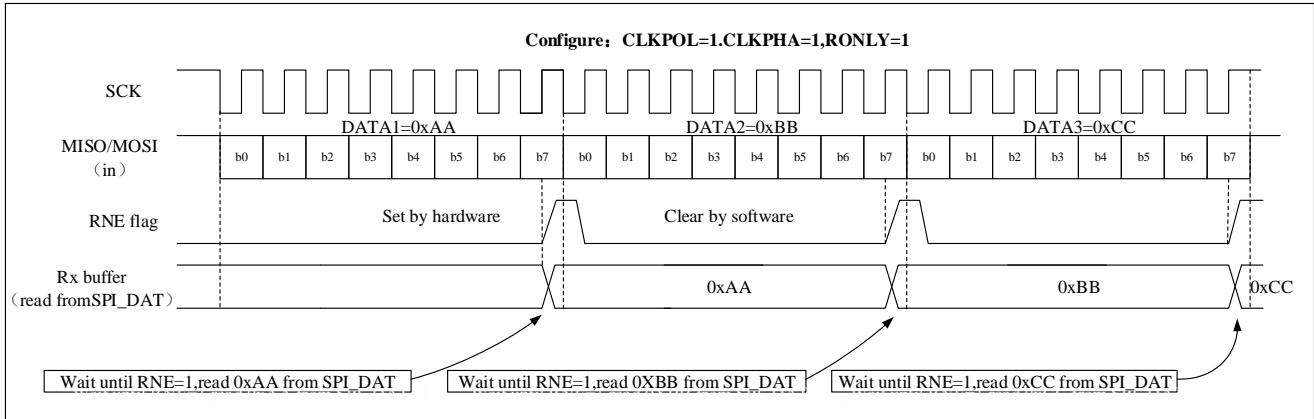 Configure：CLKPOL=1.CLKPHA=1,RONLY=1
SCK
DATA1=0xAA DATA2=0xBB DATA3=0xCC
MISO/MOSI
（in）
b0 b1 b2 b3 b4 b5 b6 b7 b0 b1 b2 b3 b4 b5 b6 b7 b0 b1 b2 b3 b4 b5 b6 b7
RNE flag
Set by hardware Clear by software
Rx buffer
（read fromSPI_DAT）
0xAA 0xBB 0xCC
Wait until RNE=1,read 0xAA from SPI_DAT Wait until RNE=1,read 0XBB from SPI_DAT Wait until RNE=1,read 0xCC from SPI_DAT